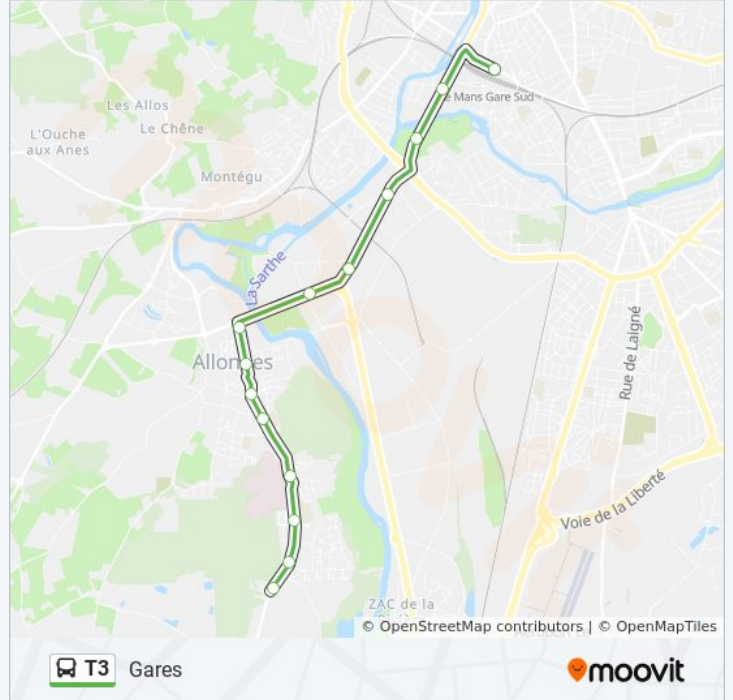 Les Allos
Le Chêne
L'Ouche
aux Anes
Montégu
Le Mans Gare Sud
La Sarthe
Rue de Laigné
Allonnes
Voie de la Liberté
ZAC de la
© OpenStreetMap contributors | © OpenMapTiles
T3 Gares
moovit